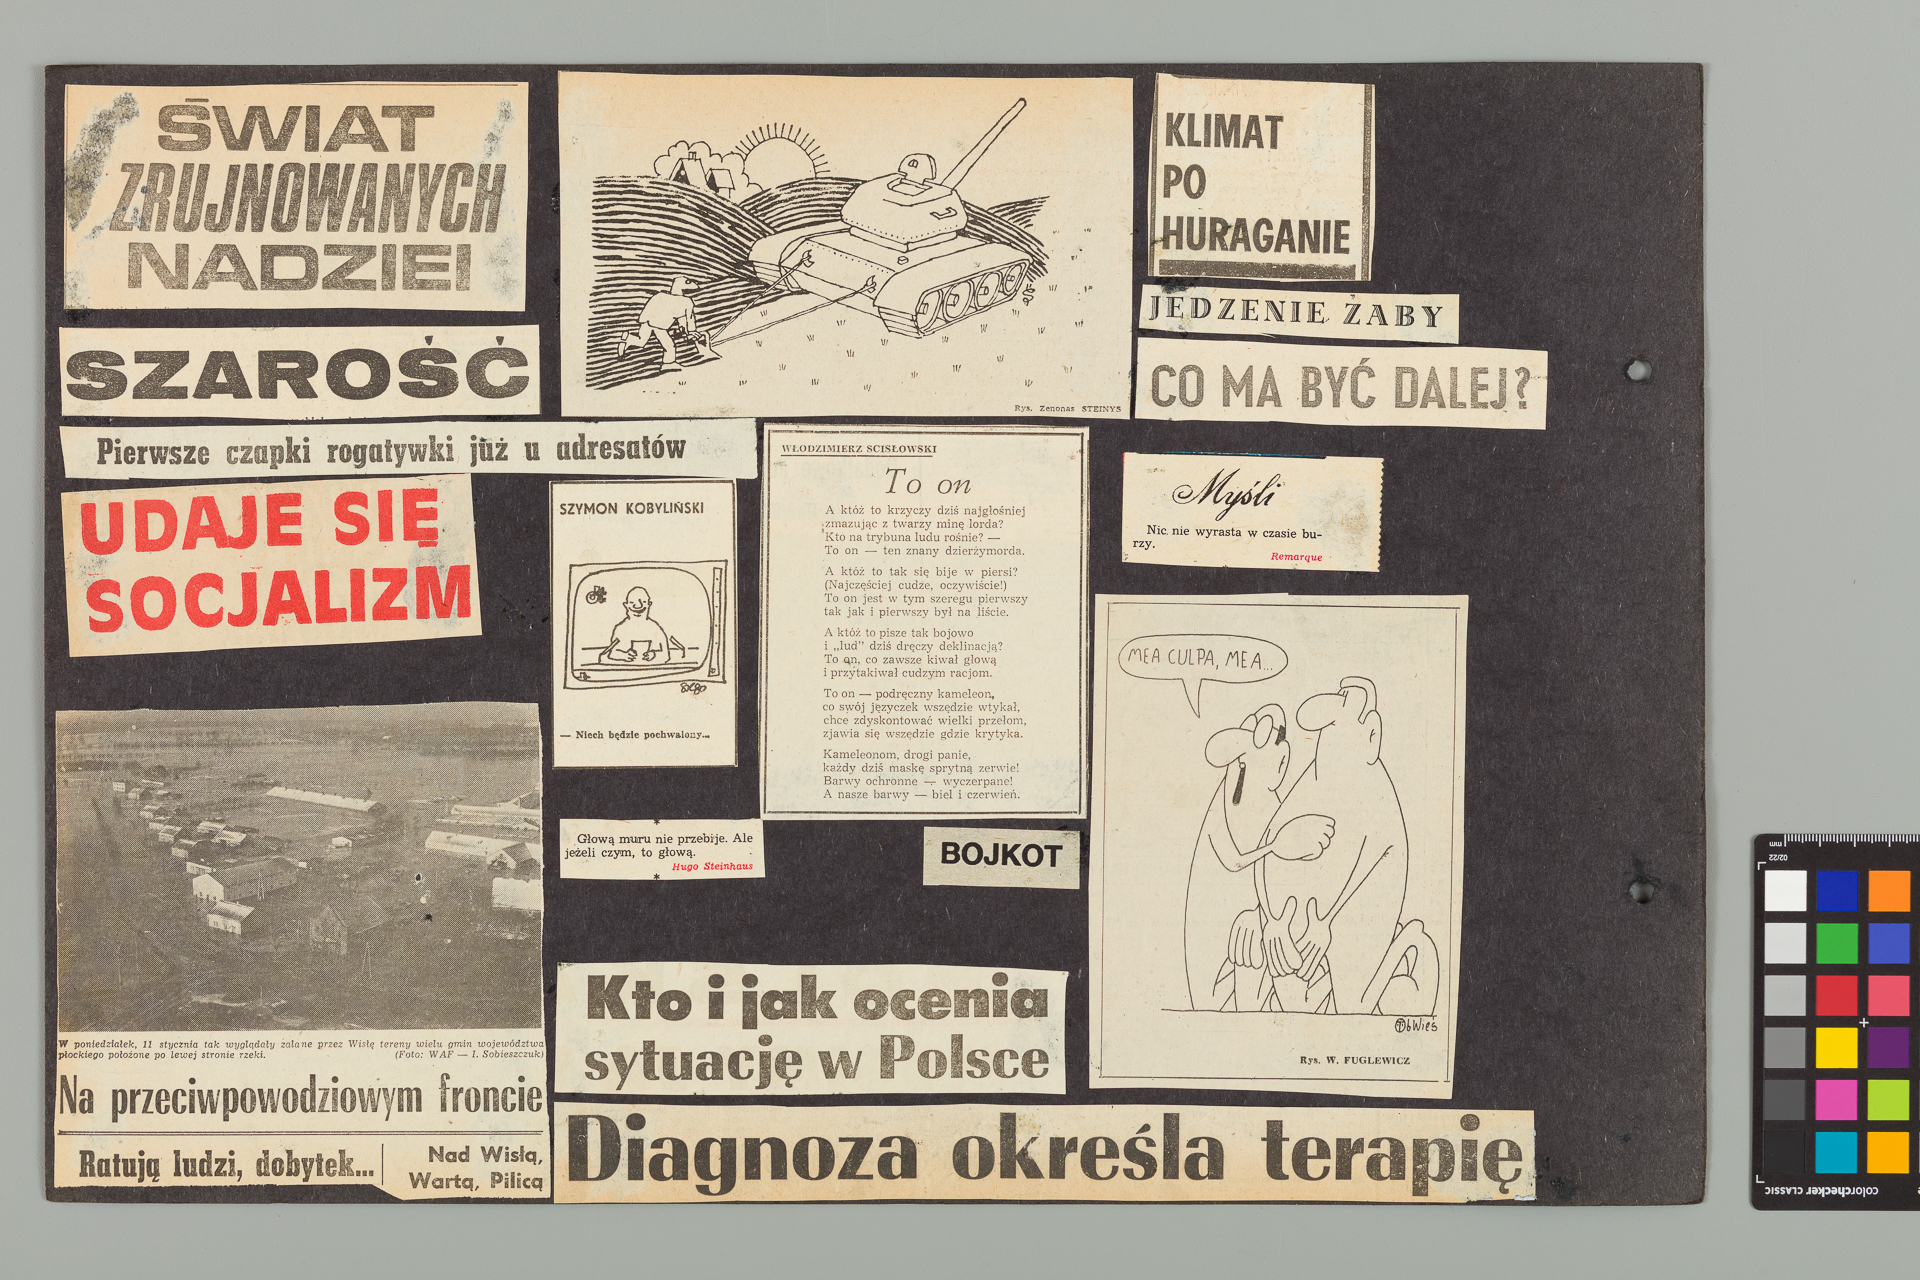 ŚWIAT
ZRUJNOWANYCH
NADZIEI
SZAROŚĆ
Pierwsze czapki rogatywki już u adresatów
UDAJE SIĘ
SOCJALIZM
Rys. Zenonas STEINYS
KLIMAT
PO
HURAGANIE
JEDZENIE ŻABY
CO MA BYĆ DALEJ?
SZYMON KOBYLIŃSKI
— Niech będzie pochwalony...
WŁODZIMIERZ SCISŁOWSKI
To on
A któż to krzyczy dziś najgłośniej
zmazując z twarzy minę lorda?
Kto na trybuna ludu rośnie? —
To on — ten znany dzierżymorda.
A któż to tak się bije w piersi?
(Najczęściej cudze, oczywiście!)
To on jest w tym szeregu pierwszy
tak jak i pierwszy był na liście.
A któż to pisze tak bojowo
i „lud” dziś dręczy deklinacją?
To on, co zawsze kiwał głową
i przytakiwał cudzym racjom.
To on — podręczny kameleon,
co swój języczek wszędzie wtykał,
chce zdyskontować wielki przełom,
zjawia się wszędzie gdzie krytyka.
Kameleonom, drogi panie,
każdy dziś maskę sprytną zerwie!
Barwy ochronne — wyczerpane!
A nasze barwy — biel i czerwień.
Myśli
Nic nie wyrasta w czasie bu-
rzy.
Remarque
MEA CULPA, MEA...
Rys. W. FUGLEWICZ
*
Głową muru nie przebije. Ale
jeżeli czym, to głową.
Hugo Steinhaus
*
BOJKOT
W poniedziałek, 11 stycznia tak wyglądały zalane przez Wisłę tereny wielu gmin województwa
płockiego położone po lewej stronie rzeki.
(Foto: WAF — I. Sobieszczuk)
Na przeciwpowodziowym froncie
Ratują ludzi, dobytek...
Nad Wisłą,
Wartą, Pilicą
Kto i jak ocenia
sytuację w Polsce
Diagnoza określa terapię
mm
02/22
colorchecker CLASSIC